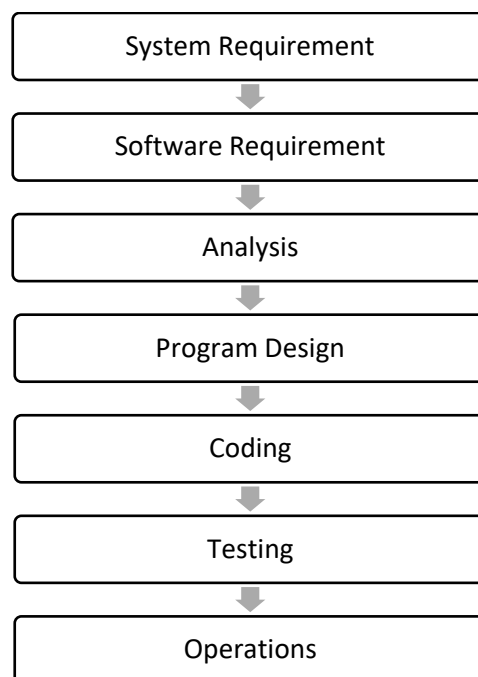 System Requirement
Software Requirement
Analysis
Program Design
Coding
Testing
Operations